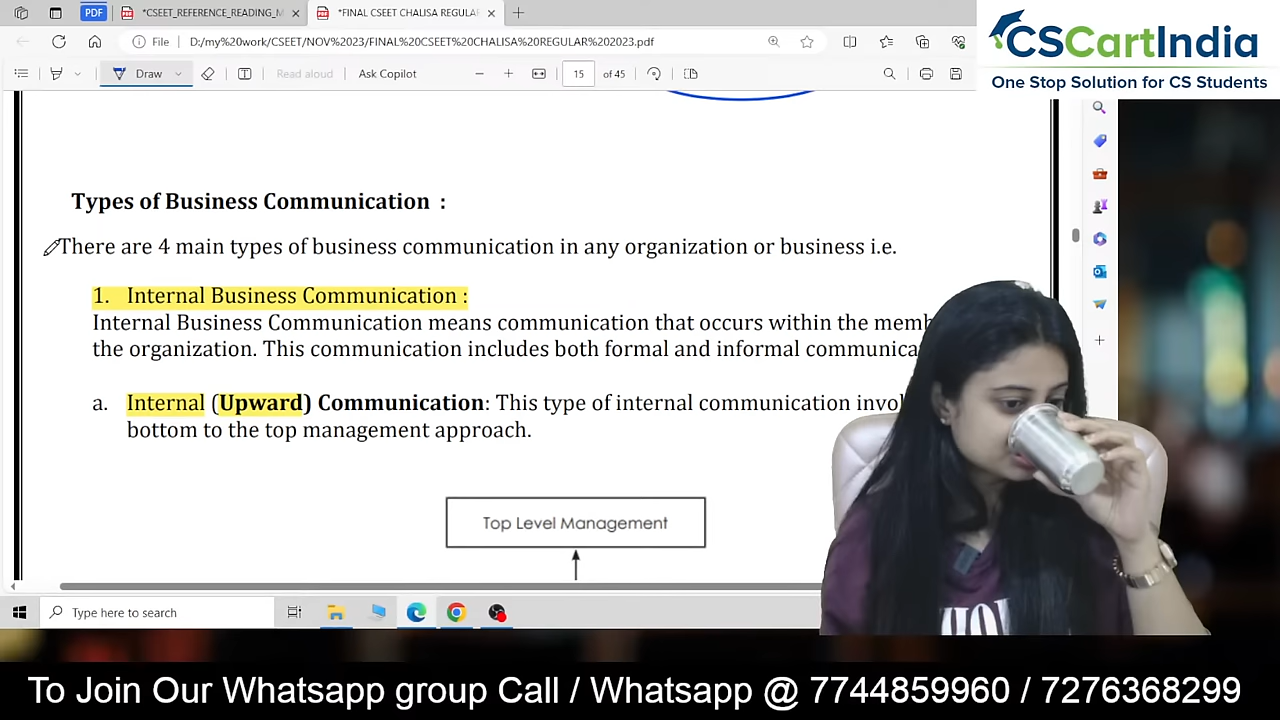 *CSEET_REFERENCE_READING_M
*FINAL CSEET CHALISA REGULAR
File D:/my%20work/CSEET/NOV%2023/FINAL%20CSEET%20CHALISA%20REGULAR%202023.pdf
Draw Read aloud Ask Copilot 15 of 45
CSCartIndia
One Stop Solution for CS Students
Types of Business Communication :
There are 4 main types of business communication in any organization or business i.e.
1. Internal Business Communication :
Internal Business Communication means communication that occurs within the memb
the organization. This communication includes both formal and informal communica
a. Internal (Upward) Communication: This type of internal communication invol
bottom to the top management approach.
Top Level Management
Type here to search
To Join Our Whatsapp group Call / Whatsapp @ 7744859960 / 7276368299